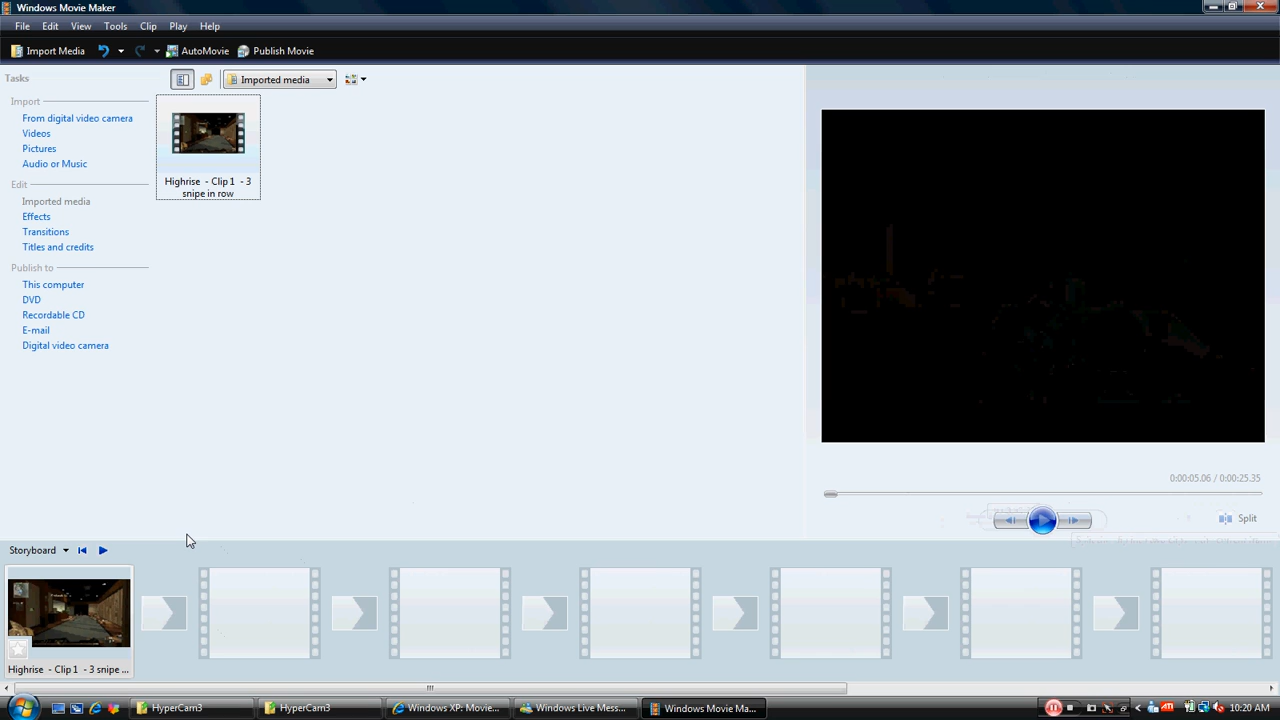 Windows Movie Maker
File Edit View Tools Clip Play Help
Import Media AutoMovie Publish Movie
Tasks
Imported media
Import
From digital video camera
Videos
Pictures
Audio or Music
Edit
Imported media
Effects
Transitions
Titles and credits
Publish to
This computer
DVD
Recordable CD
E-mail
Digital video camera
Highrise - Clip 1 - 3
snipe in row
0:00:05.06 / 0:00:25.35
Split
Storyboard
Highrise - Clip 1 - 3 snipe ...
HyperCam3 HyperCam3 Windows XP: Movie... Windows Live Mess... Windows Movie Ma... ATI 10:20 AM